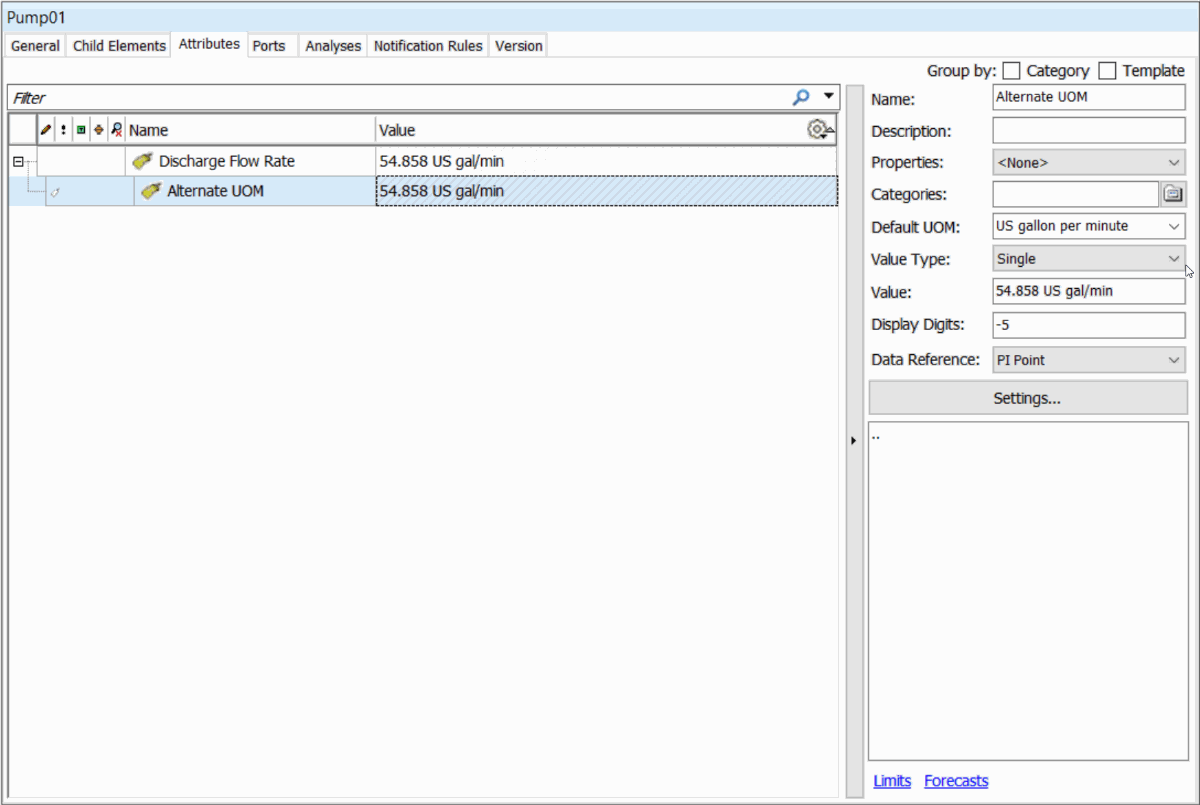 Pump01
General Child Elements Attributes Ports Analyses Notification Rules Version
Group by: Category Template
Filter
Name Value
Discharge Flow Rate 54.858 US gal/min
Alternate UOM 54.858 US gal/min
Name: Alternate UOM
Description:
Properties: <None>
Categories:
Default UOM: US gallon per minute
Value Type: Single
Value: 54.858 US gal/min
Display Digits: -5
Data Reference: PI Point
Settings...
..
Limits Forecasts